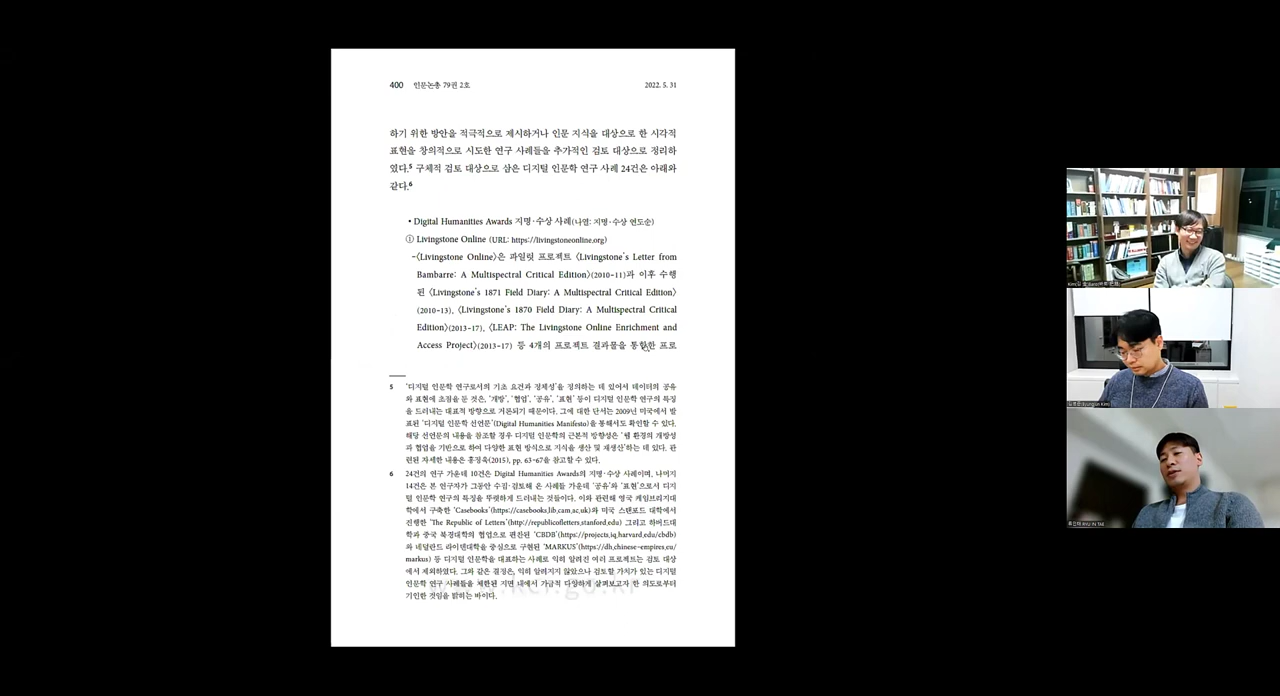 400 인문논총 79권 2호 2022. 5. 31
하기 위한 방안을 적극적으로 제시하거나 인문 지식을 대상으로 한 시각적
표현을 창의적으로 시도한 연구 사례들을 추가적인 검토 대상으로 정리하
였다.5 구체적 검토 대상으로 삼은 디지털 인문학 연구 사례 24건은 아래와
같다.6
• Digital Humanities Awards 지명·수상 사례(나열: 지명·수상 연도순)
① Livingstone Online (URL: https://livingstoneonline.org)
-〈Livingstone Online〉은 파일럿 프로젝트 〈Livingstone's Letter from
Bambarre: A Multispectral Critical Edition〉(2010-11)과 이후 수행
된 〈Livingstone's 1871 Field Diary: A Multispectral Critical Edition〉
(2010-13), 〈Livingstone's 1870 Field Diary: A Multispectral Critical
Edition〉(2013-17), 〈LEAP: The Livingstone Online Enrichment and
Access Project〉(2013-17) 등 4개의 프로젝트 결과물을 통합한 프로
5 '디지털 인문학 연구로서의 기초 요건과 정체성'을 정의하는 데 있어서 데이터의 공유
와 표현에 초점을 둔 것은, '개방', '협업', '공유', '표현' 등이 디지털 인문학 연구의 특징
을 드러내는 대표적 방향으로 거론되기 때문이다. 그에 대한 단서는 2009년 미국에서 발
표된 '디지털 인문학 선언문'(Digital Humanities Manifesto)을 통해서도 확인할 수 있다.
해당 선언문의 내용을 참조할 경우 디지털 인문학의 근본적 방향성은 '웹 환경의 개방성
과 협업을 기반으로 하여 다양한 표현 방식으로 지식을 생산 및 재생산'하는 데 있다. 관
련된 자세한 내용은 홍정욱(2015), pp. 63-67을 참고할 수 있다.
6 24건의 연구 가운데 10건은 Digital Humanities Awards의 지명·수상 사례이며, 나머지
14건은 본 연구자가 그동안 수집·검토해 온 사례들 가운데 '공유'와 '표현'으로서 디지
털 인문학 연구의 특징을 뚜렷하게 드러내는 것들이다. 이와 관련해 영국 케임브리지대
학에서 구축한 'Casebooks'(https://casebooks.lib.cam.ac.uk)와 미국 스탠포드 대학에서
진행한 'The Republic of Letters'(http://republicofletters.stanford.edu) 그리고 하버드대
학과 중국 북경대학의 협업으로 편찬된 'CBDB'(https://projects.iq.harvard.edu/cbdb)
와 네덜란드 라이덴대학을 중심으로 구현된 'MARKUS'(https://dh.chinese-empires.eu/
markus) 등 디지털 인문학을 대표하는 사례로 익히 알려진 여러 프로젝트는 검토 대상
에서 제외하였다. 그와 같은 결정은, 익히 알려지지 않았으나 검토할 가치가 있는 디지털
인문학 연구 사례들을 제한된 지면 내에서 가급적 다양하게 살펴보고자 한 의도로부터
기인한 것임을 밝히는 바이다.
RYU IN TAE